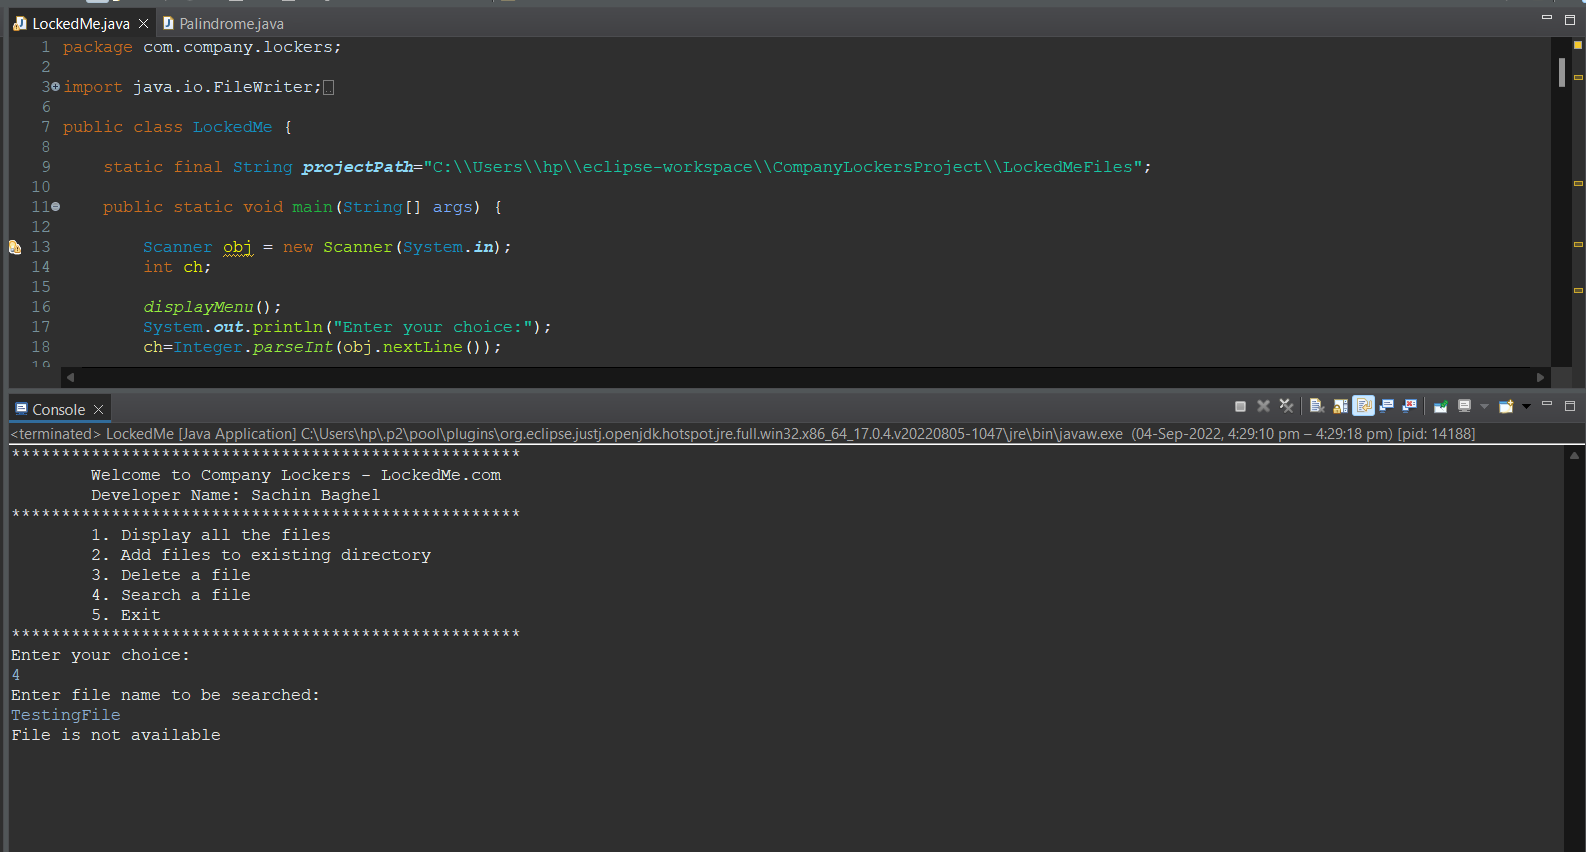 LockedMe.java Palindrome.java
1 package com.company.lockers;
2
3 import java.io.FileWriter;
6
7 public class LockedMe {
8
9 static final String projectPath="C:\\Users\\hp\\eclipse-workspace\\CompanyLockersProject\\LockedMeFiles";
10
11 public static void main(String[] args) {
12
13 Scanner obj = new Scanner(System.in);
14 int ch;
15
16 displayMenu();
17 System.out.println("Enter your choice:");
18 ch=Integer.parseInt(obj.nextLine());
19
Console
<terminated> LockedMe [Java Application] C:\Users\hp\.p2\pool\plugins\org.eclipse.justj.openjdk.hotspot.jre.full.win32.x86_64_17.0.4.v20220805-1047\jre\bin\javaw.exe (04-Sep-2022, 4:29:10 pm – 4:29:18 pm) [pid: 14188]
***************************************************
Welcome to Company Lockers - LockedMe.com
Developer Name: Sachin Baghel
***************************************************
1. Display all the files
2. Add files to existing directory
3. Delete a file
4. Search a file
5. Exit
***************************************************
Enter your choice:
4
Enter file name to be searched:
TestingFile
File is not available